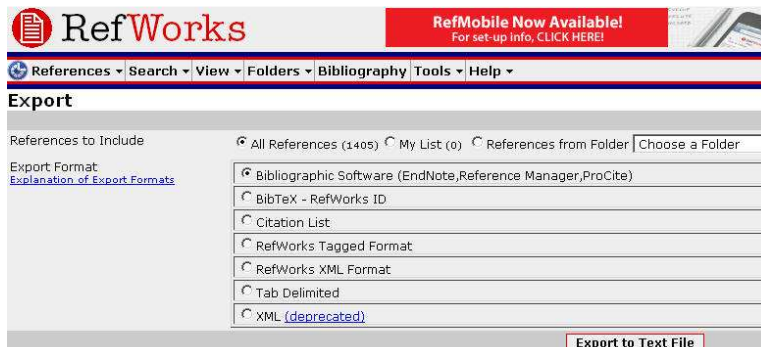 RefWorks
RefMobile Now Available!
For set-up info, CLICK HERE!
References Search View Folders Bibliography Tools Help
Export
References to Include
All References (1405) My List (0) References from Folder Choose a Folder
Export Format
Explanation of Export Formats
Bibliographic Software (EndNote,Reference Manager,ProCite)
BibTeX - RefWorks ID
Citation List
RefWorks Tagged Format
RefWorks XML Format
Tab Delimited
XML (deprecated)
Export to Text File